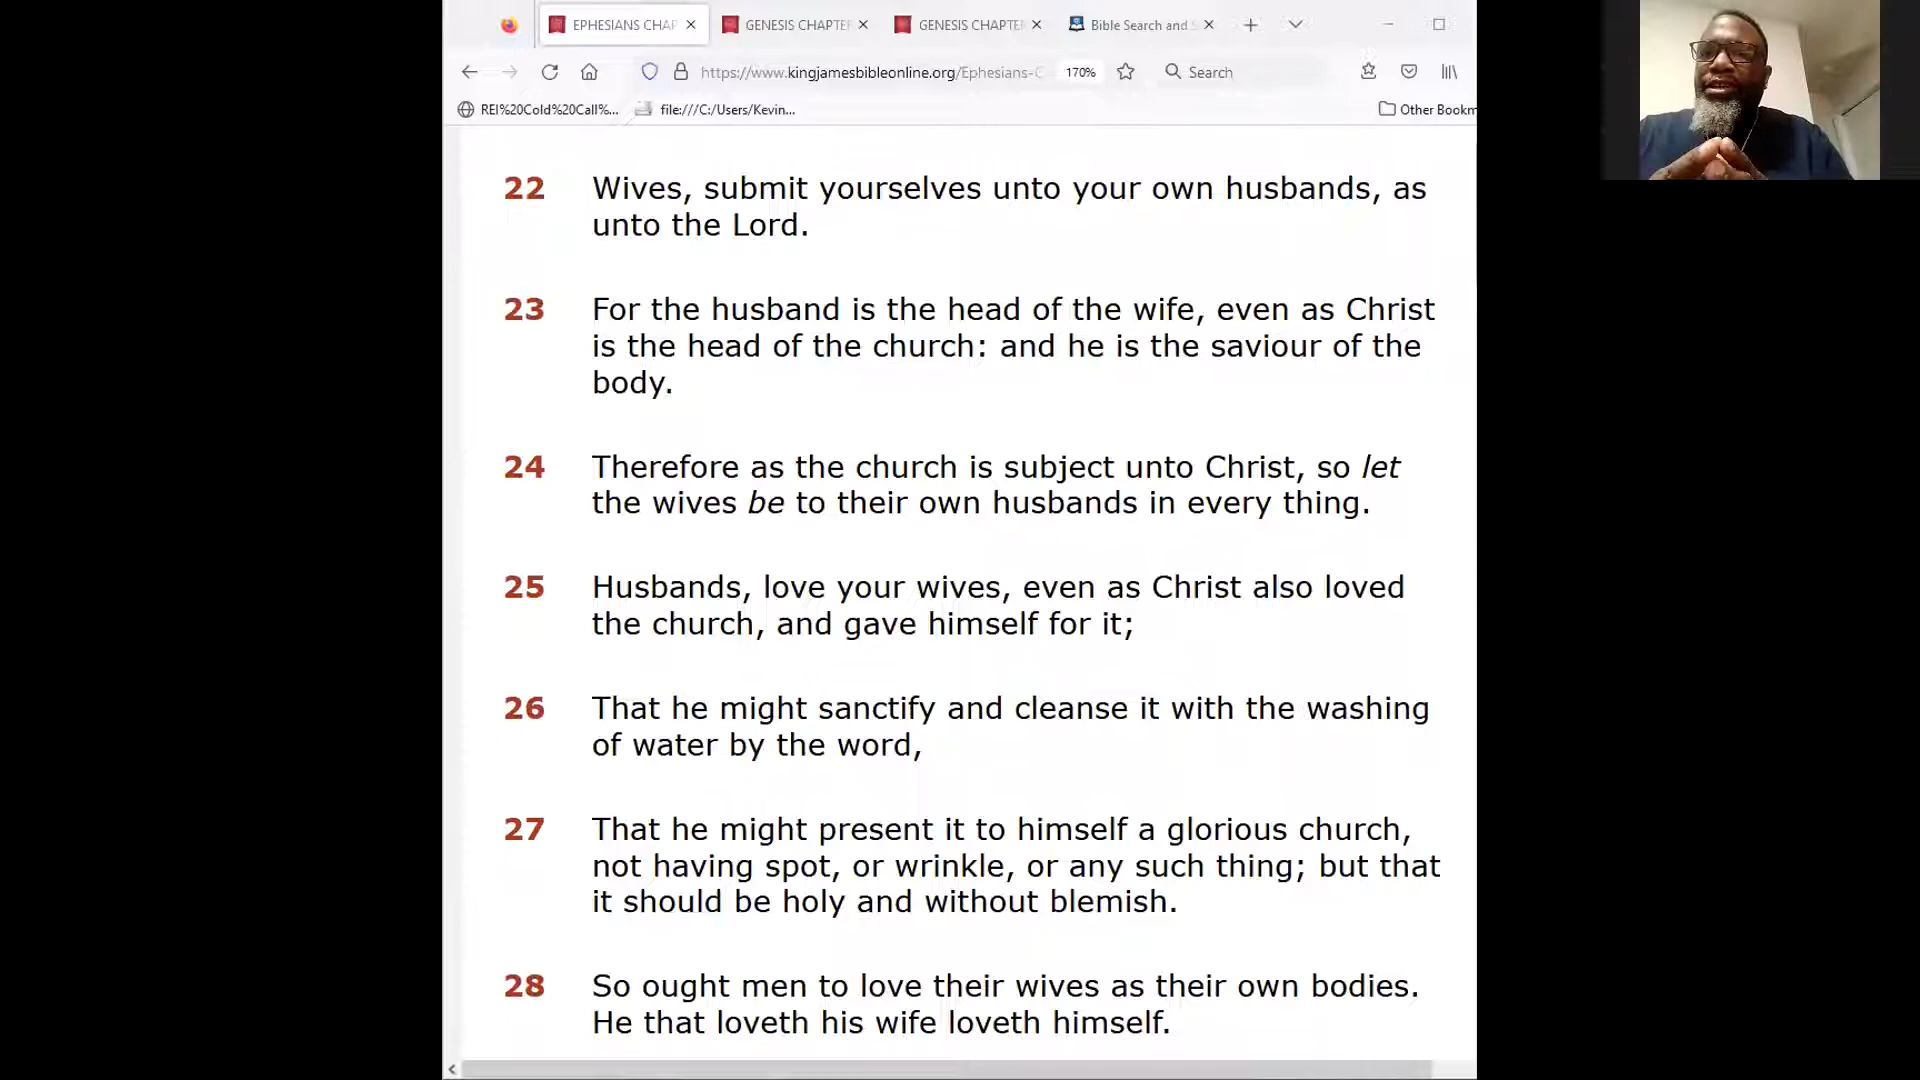 EPHESIANS CHAP
GENESIS CHAPTE
GENESIS CHAPTE
Bible Search and
https://www.kingjamesbibleonline.org/Ephesians-C
170%
Search
REI%20Cold%20Call%...
file:///C:/Users/Kevin...
Other Bookm
22 Wives, submit yourselves unto your own husbands, as
unto the Lord.
23 For the husband is the head of the wife, even as Christ
is the head of the church: and he is the saviour of the
body.
24 Therefore as the church is subject unto Christ, so let
the wives be to their own husbands in every thing.
25 Husbands, love your wives, even as Christ also loved
the church, and gave himself for it;
26 That he might sanctify and cleanse it with the washing
of water by the word,
27 That he might present it to himself a glorious church,
not having spot, or wrinkle, or any such thing; but that
it should be holy and without blemish.
28 So ought men to love their wives as their own bodies.
He that loveth his wife loveth himself.